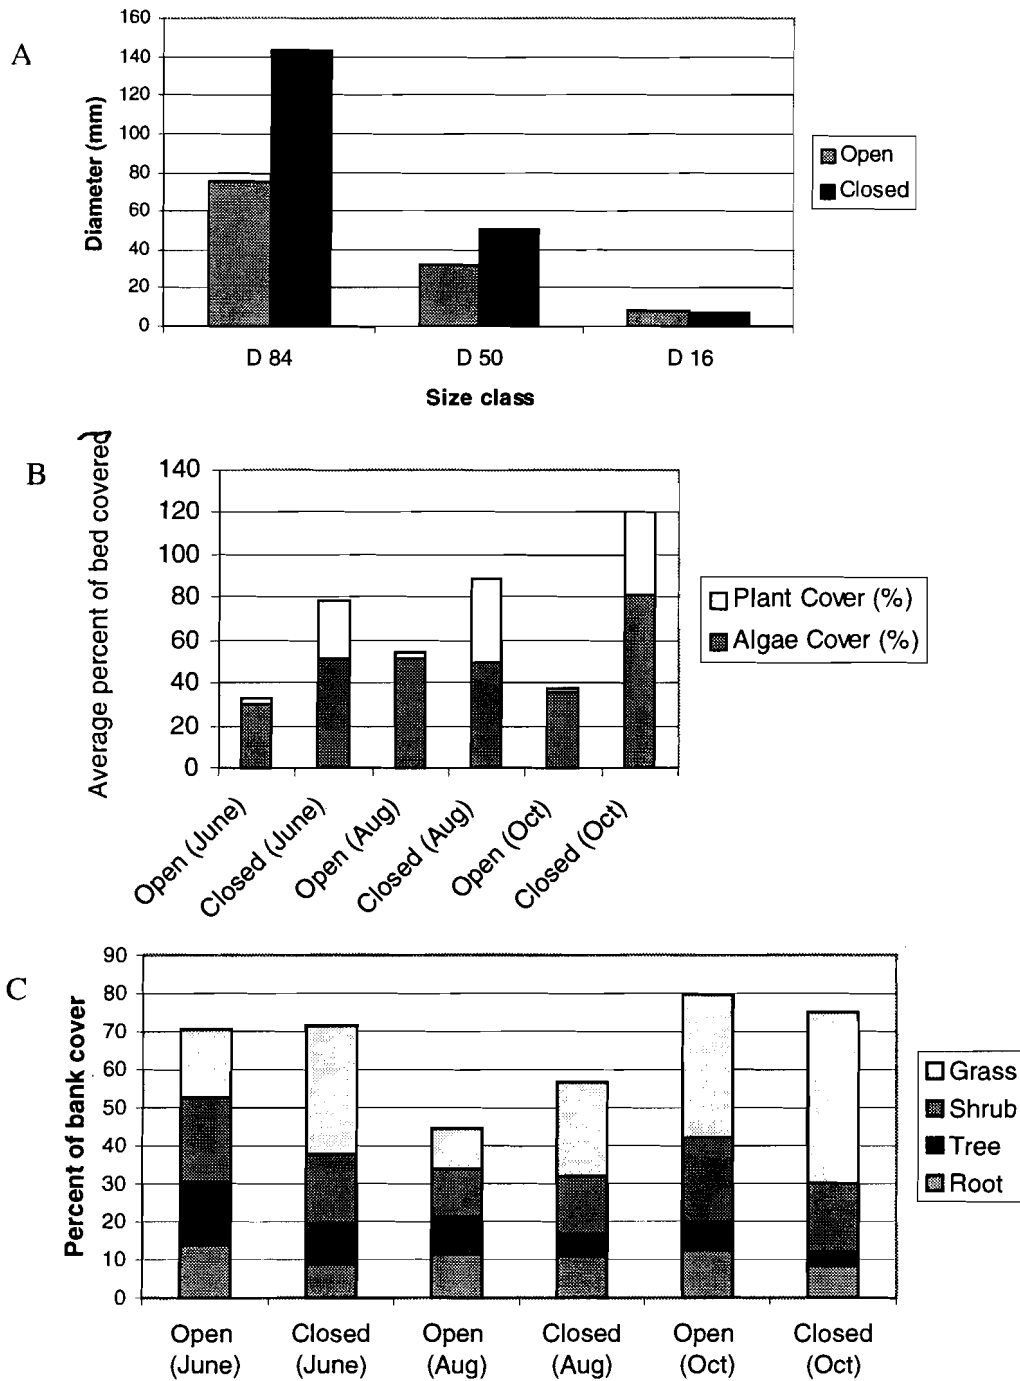 A
160
140
120
100
80
60
40
20
0
Diameter (mm)
D 84
D 50
D 16
Size class
Open
Closed
B
140
120
100
80
60
40
20
0
Average percent of bed covered
Open (June)
Closed (June)
Open (Aug)
Closed (Aug)
Open (Oct)
Closed (Oct)
Plant Cover (%)
Algae Cover (%)
C
90
80
70
60
50
40
30
20
10
0
Percent of bank cover
Open
(June)
Closed
(June)
Open
(Aug)
Closed
(Aug)
Open
(Oct)
Closed
(Oct)
Grass
Shrub
Tree
Root